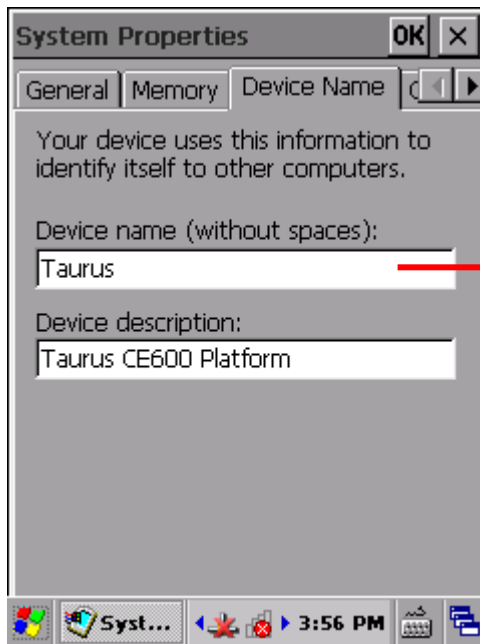 System Properties OK ×
General Memory Device Name
Your device uses this information to
identify itself to other computers.
Device name (without spaces):
Taurus
Device description:
Taurus CE600 Platform
Syst... 3:56 PM